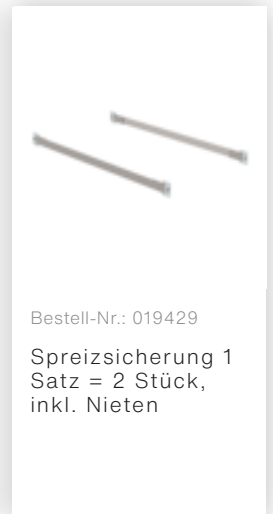 Bestell-Nr.: 019429
Spreizsicherung 1
Satz = 2 Stück,
inkl. Nieten